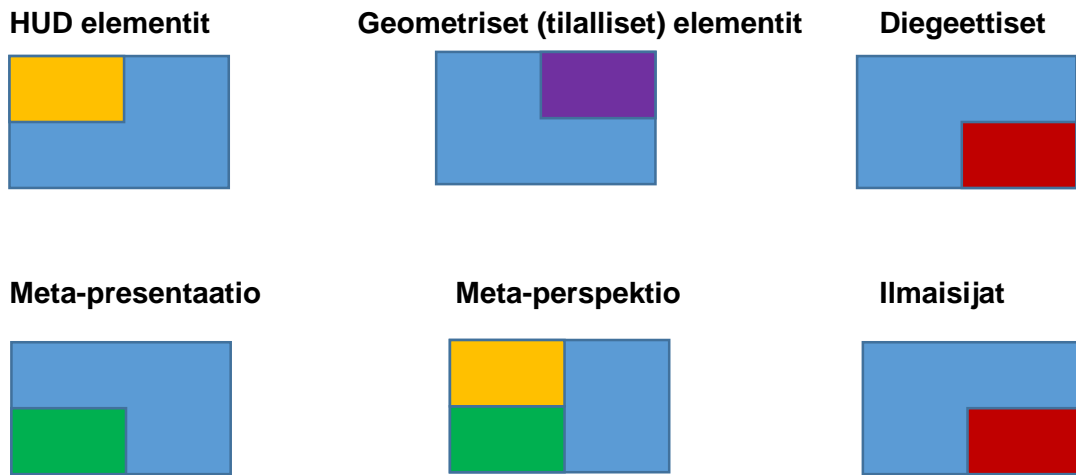 HUD elementit
Geometriset (tilalliset) elementit
Diegeettiset
Meta-presentaatio
Meta-perspektio
Ilmaisijat